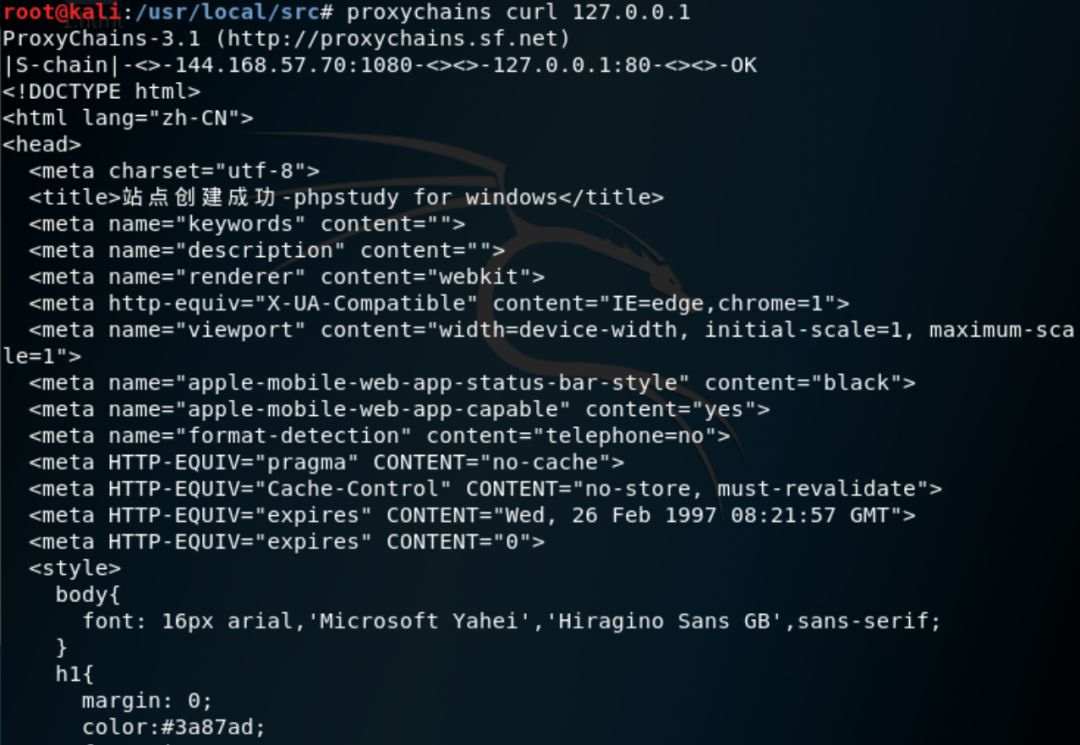 root@kali:/usr/local/src# proxychains curl 127.0.0.1
ProxyChains-3.1 (http://proxychains.sf.net)
|S-chain|-<>-144.168.57.70:1080-<><>-127.0.0.1:80-<><>-OK
<!DOCTYPE html>
<html lang="zh-CN">
<head>
  <meta charset="utf-8">
  <title>站点创建成功-phpstudy for windows</title>
  <meta name="keywords" content="">
  <meta name="description" content="">
  <meta name="renderer" content="webkit">
  <meta http-equiv="X-UA-Compatible" content="IE=edge,chrome=1">
  <meta name="viewport" content="width=device-width, initial-scale=1, maximum-sca
le=1">
  <meta name="apple-mobile-web-app-status-bar-style" content="black">
  <meta name="apple-mobile-web-app-capable" content="yes">
  <meta name="format-detection" content="telephone=no">
  <meta HTTP-EQUIV="pragma" CONTENT="no-cache">
  <meta HTTP-EQUIV="Cache-Control" CONTENT="no-store, must-revalidate">
  <meta HTTP-EQUIV="expires" CONTENT="Wed, 26 Feb 1997 08:21:57 GMT">
  <meta HTTP-EQUIV="expires" CONTENT="0">
  <style>
    body{
      font: 16px arial,'Microsoft Yahei','Hiragino Sans GB',sans-serif;
    }
    h1{
      margin: 0;
      color:#3a87ad;